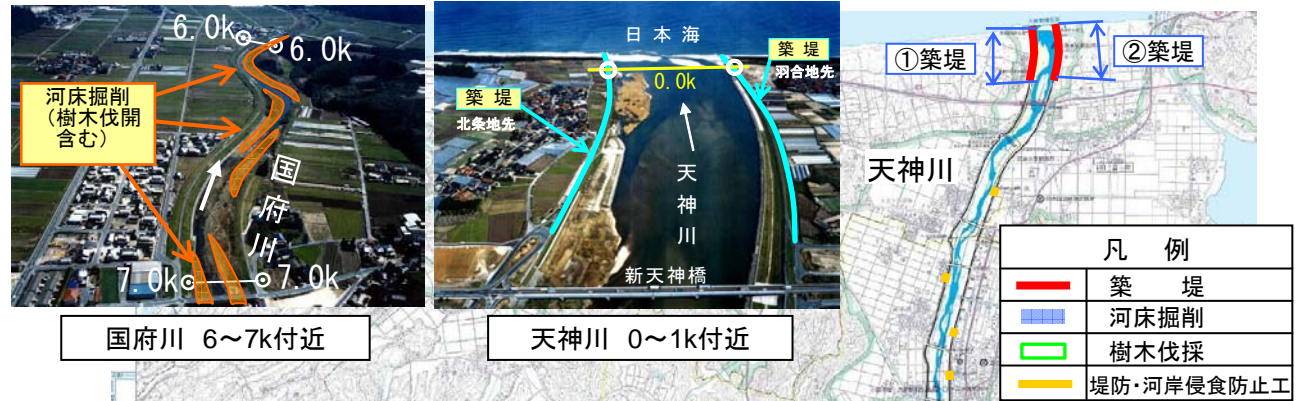 6.0k
6.0k
河床掘削
（樹木伐開
含む）
国府川
7.0k
7.0k
国府川 6～7k付近
日本海
築堤
羽合地先
0.0k
築堤
北条地先
天神川
新天神橋
天神川 0～1k付近
①築堤
②築堤
天神川
凡 例
築 堤
河床掘削
樹木伐採
堤防・河岸侵食防止工